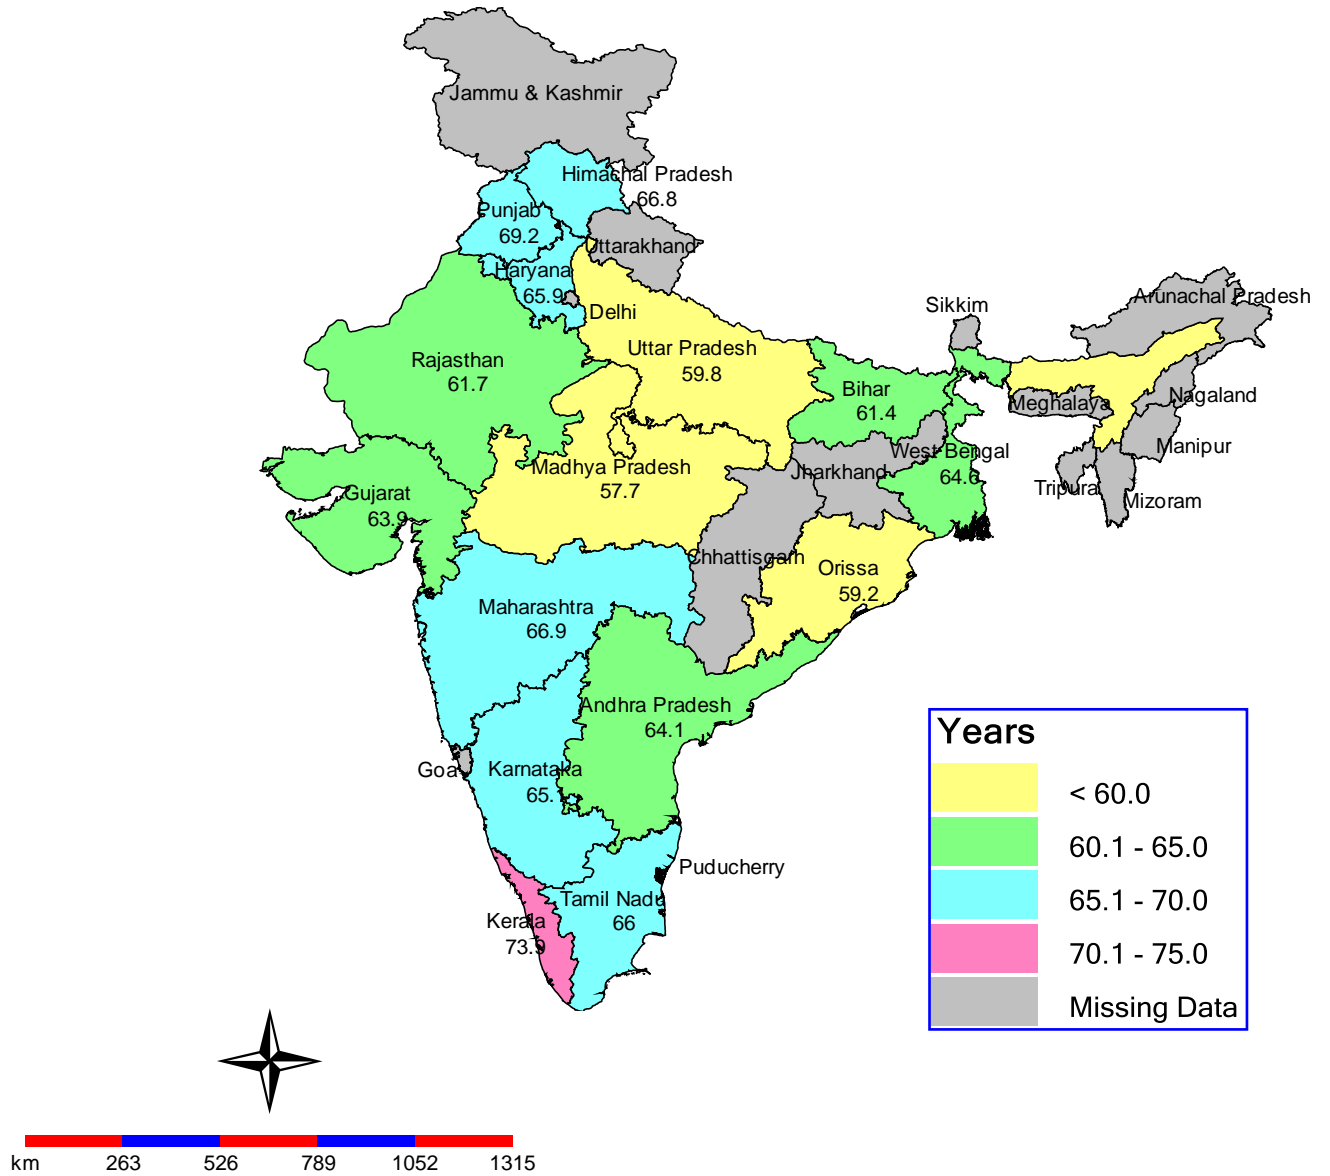 Jammu & Kashmir
Himachal Pradesh
66.8
Punjab
69.2
Uttarakhand
Haryana
65.9
Delhi
Sikkim
Arunachal Pradesh
Rajasthan
61.7
Uttar Pradesh
59.8
Bihar
61.4
Meghalaya
Nagaland
Manipur
West Bengal
64.6
Jharkhand
Tripura
Mizoram
Madhya Pradesh
57.7
Gujarat
63.9
Chhattisgarh
Orissa
59.2
Maharashtra
66.9
Andhra Pradesh
64.1
Goa
Karnataka
65.1
Puducherry
Tamil Nadu
66
Kerala
73.9
Years
< 60.0
60.1 - 65.0
65.1 - 70.0
70.1 - 75.0
Missing Data
km 263 526 789 1052 1315